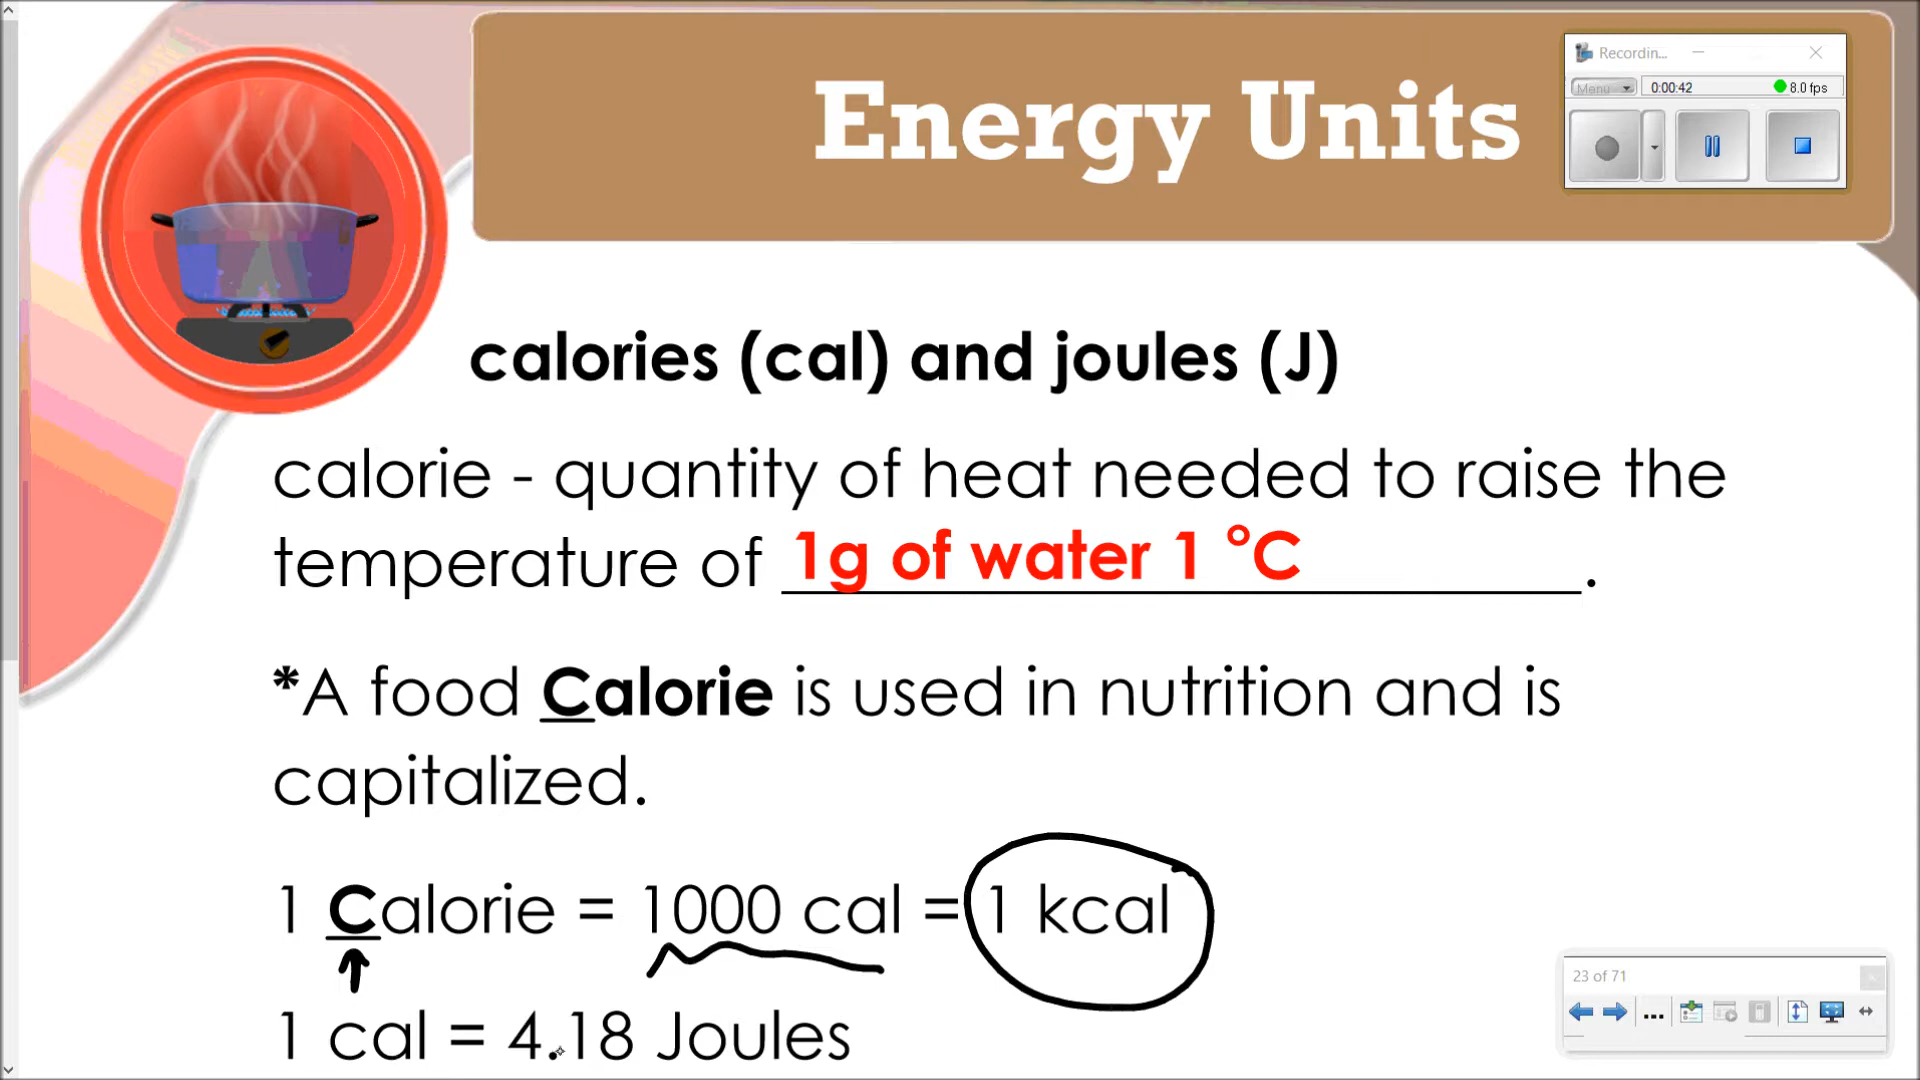 Energy Units
Recordin...
Menu
0:00:42
8.0 fps
calories (cal) and joules (J)
calorie - quantity of heat needed to raise the
temperature of 1g of water 1 °C.
*A food Calorie is used in nutrition and is
capitalized.
1 Calorie = 1000 cal = 1 kcal
1 cal = 4.18 Joules
23 of 71